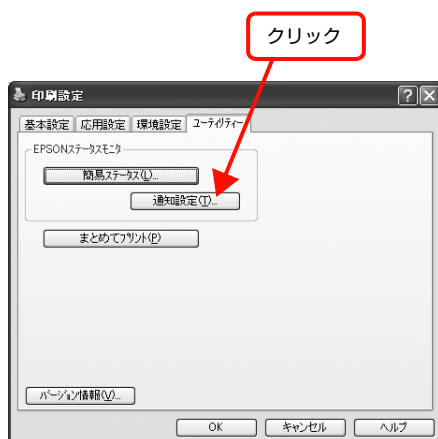 クリック
印刷設定
基本設定 応用設定 環境設定 ユーティリティー
EPSONステータスモニタ
簡易ステータス(L)...
通知設定(T)...
まとめてプリント(P)
バージョン情報(V)...
OK キャンセル ヘルプ